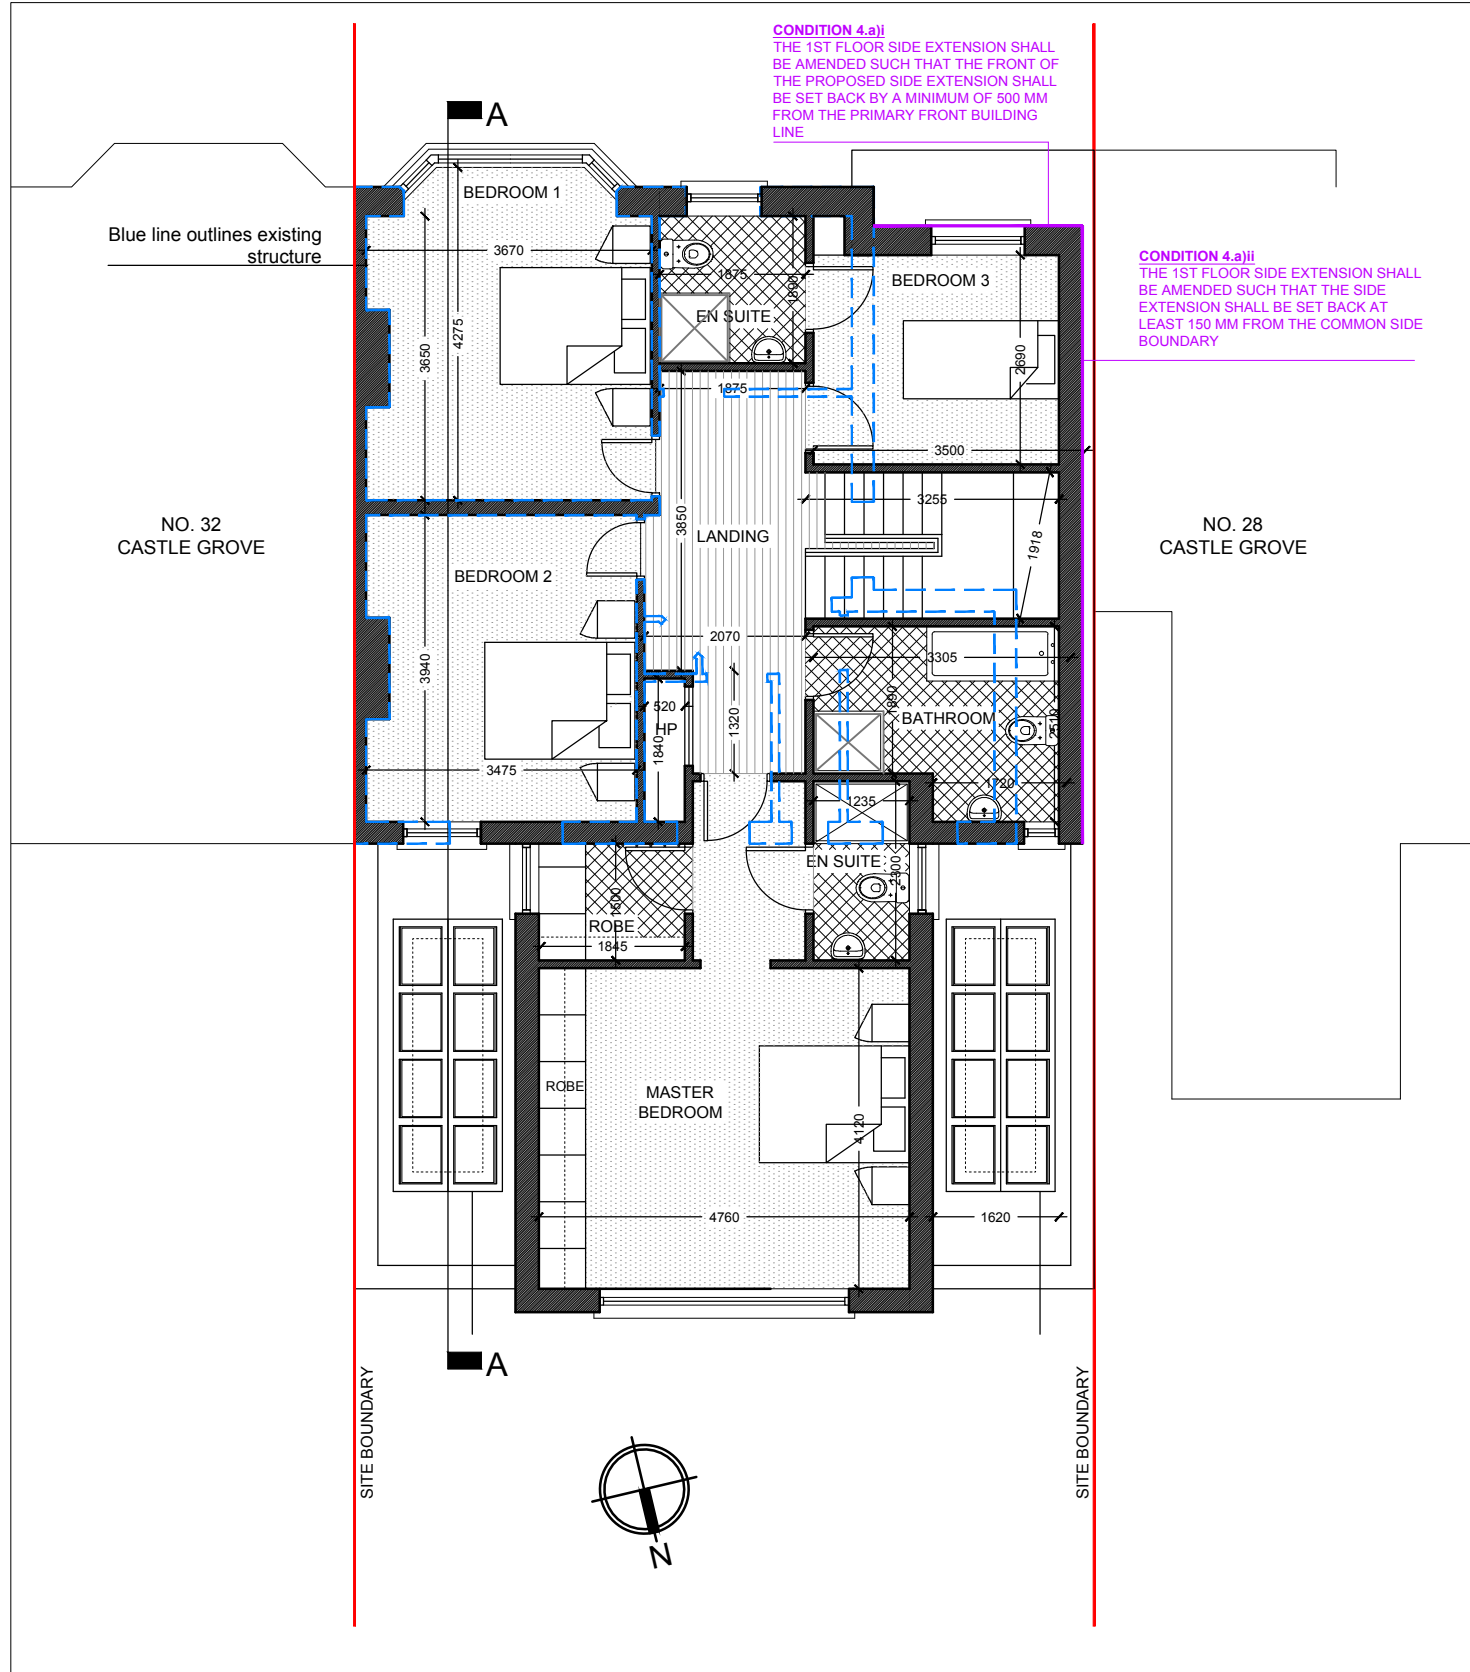 CONDITION 4.a)i
THE 1ST FLOOR SIDE EXTENSION SHALL
BE AMENDED SUCH THAT THE FRONT OF
THE PROPOSED SIDE EXTENSION SHALL
BE SET BACK BY A MINIMUM OF 500 MM
FROM THE PRIMARY FRONT BUILDING
LINE
A
BEDROOM 1
Blue line outlines existing
structure
3670
3650
4275
1875
1890
EN SUITE
BEDROOM 3
2690
CONDITION 4.a)ii
THE 1ST FLOOR SIDE EXTENSION SHALL
BE AMENDED SUCH THAT THE SIDE
EXTENSION SHALL BE SET BACK AT
LEAST 150 MM FROM THE COMMON SIDE
BOUNDARY
1875
3500
3255
NO. 32
CASTLE GROVE
3850
LANDING
1918
NO. 28
CASTLE GROVE
BEDROOM 2
3940
2070
3305
520
HP
1840
1320
1890
BATHROOM
2510
3475
1235
1720
EN SUITE
2300
1500
ROBE
1845
ROBE
MASTER
BEDROOM
4120
4760
1620
A
SITE BOUNDARY
SITE BOUNDARY
N